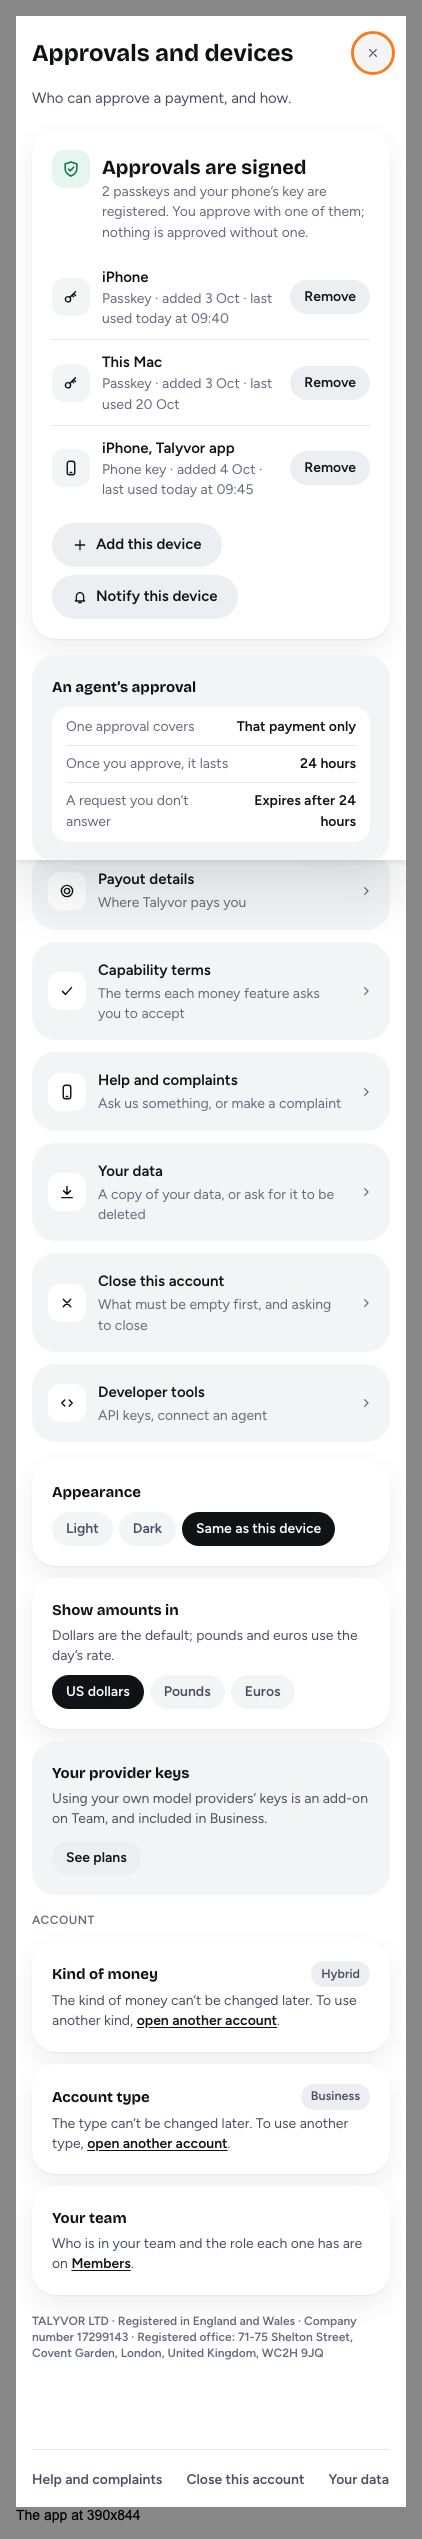 Approvals and devices
Who can approve a payment, and how.
Approvals are signed
2 passkeys and your phone’s key are
registered. You approve with one of them;
nothing is approved without one.
iPhone
Passkey · added 3 Oct · last
used today at 09:40
Remove
This Mac
Passkey · added 3 Oct · last
used 20 Oct
Remove
iPhone, Talyvor app
Phone key · added 4 Oct ·
last used today at 09:45
Remove
Add this device
Notify this device
An agent’s approval
One approval covers That payment only
Once you approve, it lasts 24 hours
A request you don’t Expires after 24
answer hours
Payout details
Where Talyvor pays you
Capability terms
The terms each money feature asks
you to accept
Help and complaints
Ask us something, or make a complaint
Your data
A copy of your data, or ask for it to be
deleted
Close this account
What must be empty first, and asking
to close
Developer tools
API keys, connect an agent
Appearance
Light Dark Same as this device
Show amounts in
Dollars are the default; pounds and euros use the
day’s rate.
US dollars Pounds Euros
Your provider keys
Using your own model providers’ keys is an add-on
on Team, and included in Business.
See plans
ACCOUNT
Kind of money Hybrid
The kind of money can’t be changed later. To use
another kind, open another account.
Account type Business
The type can’t be changed later. To use another
type, open another account.
Your team
Who is in your team and the role each one has are
on Members.
TALYVOR LTD · Registered in England and Wales · Company
number 17299143 · Registered office: 71-75 Shelton Street,
Covent Garden, London, United Kingdom, WC2H 9JQ
Help and complaints Close this account Your data
The app at 390x844